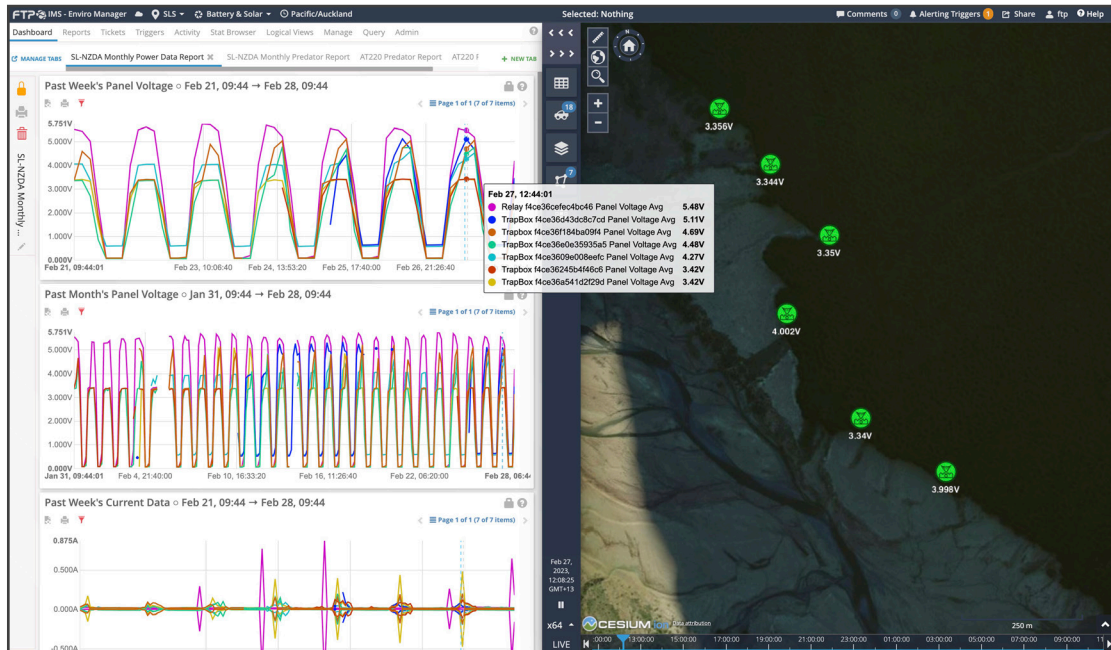 FTP IMS - Enviro Manager SLS Battery & Solar Pacific/Auckland Selected: Nothing Comments 0 Alerting Triggers 1 Share ftp Help
Dashboard Reports Tickets Triggers Activity Stat Browser Logical Views Manage Query Admin
MANAGE TABS SL-NZDA Monthly Power Data Report SL-NZDA Monthly Predator Report AT220 Predator Report AT220 + NEW TAB
SL-NZDA Monthly ...
Past Week's Panel Voltage ○ Feb 21, 09:44 → Feb 28, 09:44
Page 1 of 1 (7 of 7 items)
5.751V
5.000V
4.000V
3.000V
2.000V
1.000V
0.000V
Feb 21, 09:44:01 Feb 23, 10:06:40 Feb 24, 13:53:20 Feb 25, 17:40:00 Feb 26, 21:26:40
Feb 27, 12:44:01
Relay f4ce36cefec4bc46 Panel Voltage Avg 5.48V
TrapBox f4ce36d43dc8c7cd Panel Voltage Avg 5.11V
Trapbox f4ce36f184ba09f4 Panel Voltage Avg 4.69V
TrapBox f4ce36e0e35935a5 Panel Voltage Avg 4.48V
TrapBox f4ce3609e008eefc Panel Voltage Avg 4.27V
Trapbox f4ce36245b4f46c6 Panel Voltage Avg 3.42V
TrapBox f4ce36a541d2f29d Panel Voltage Avg 3.42V
Past Month's Panel Voltage ○ Jan 31, 09:44 → Feb 28, 09:44
Page 1 of 1 (7 of 7 items)
5.751V
5.000V
4.000V
3.000V
2.000V
1.000V
0.000V
Jan 31, 09:44:01 Feb 4, 21:40:00 Feb 10, 16:33:20 Feb 16, 11:26:40 Feb 22, 06:20:00 Feb 28, 06:4
Past Week's Current Data ○ Feb 21, 09:44 → Feb 28, 09:44
Page 1 of 1 (7 of 7 items)
0.875A
0.500A
0.000A
-0.500A
18
7
Feb 27,
2023,
12:08:25
GMT+13
x64
LIVE
N
3.356V
3.344V
3.35V
4.002V
3.34V
3.998V
CESIUM ion Data attribution
250 m
:00:00 13:00:00 15:00:00 17:00:00 19:00:00 21:00:00 23:00:00 01:00:00 03:00:00 05:00:00 07:00:00 09:00:00 11